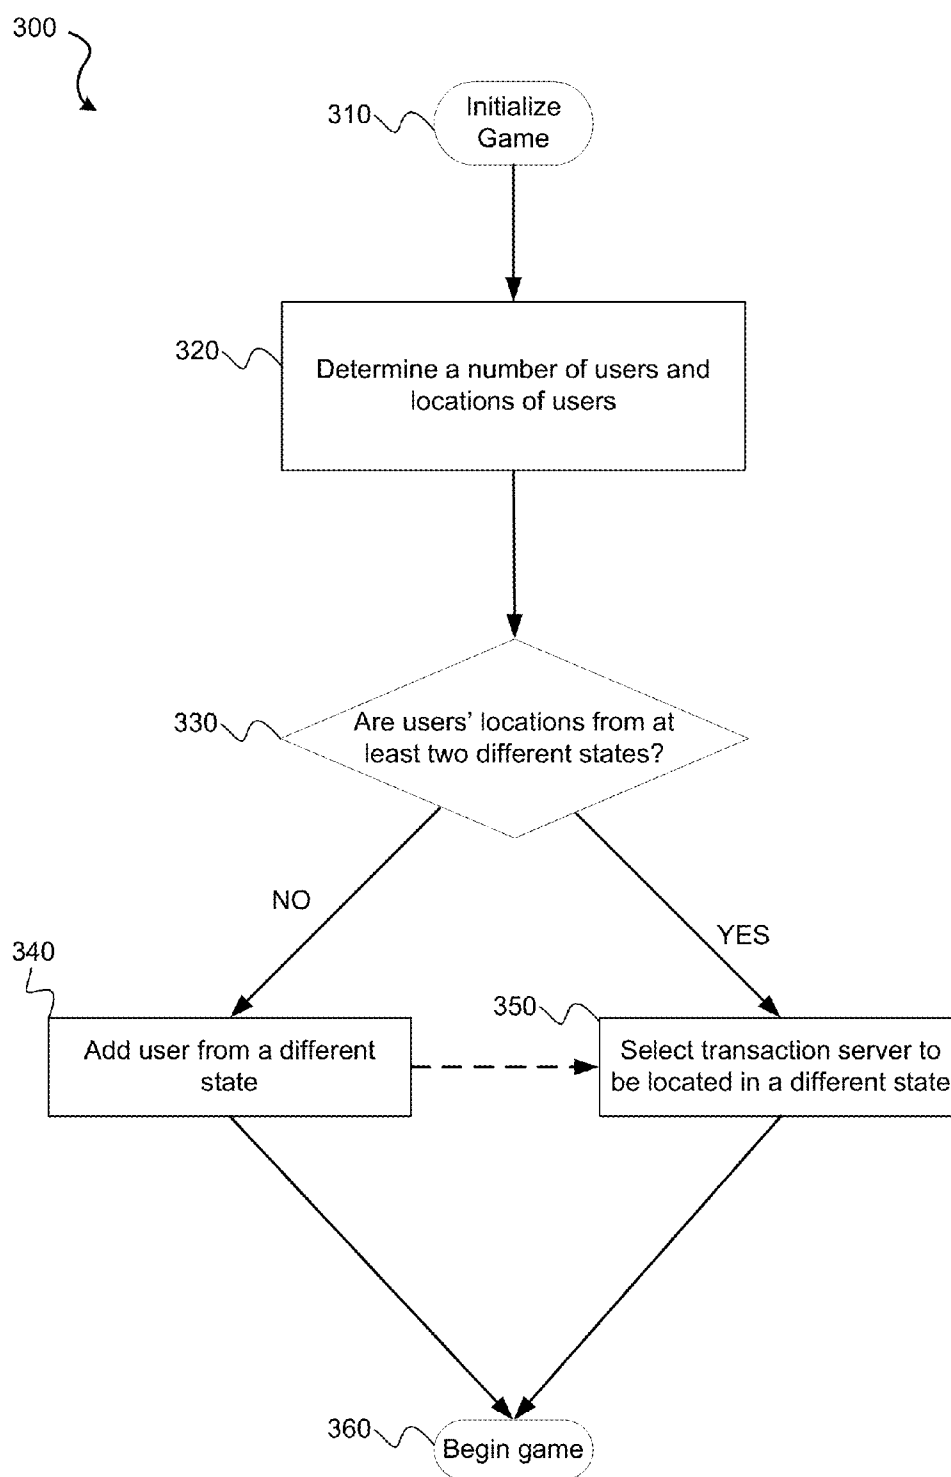 300
310
Initialize
Game
320
Determine a number of users and
locations of users
330
Are users' locations from at
least two different states?
NO
YES
340
Add user from a different
state
350
Select transaction server to
be located in a different state
360
Begin game